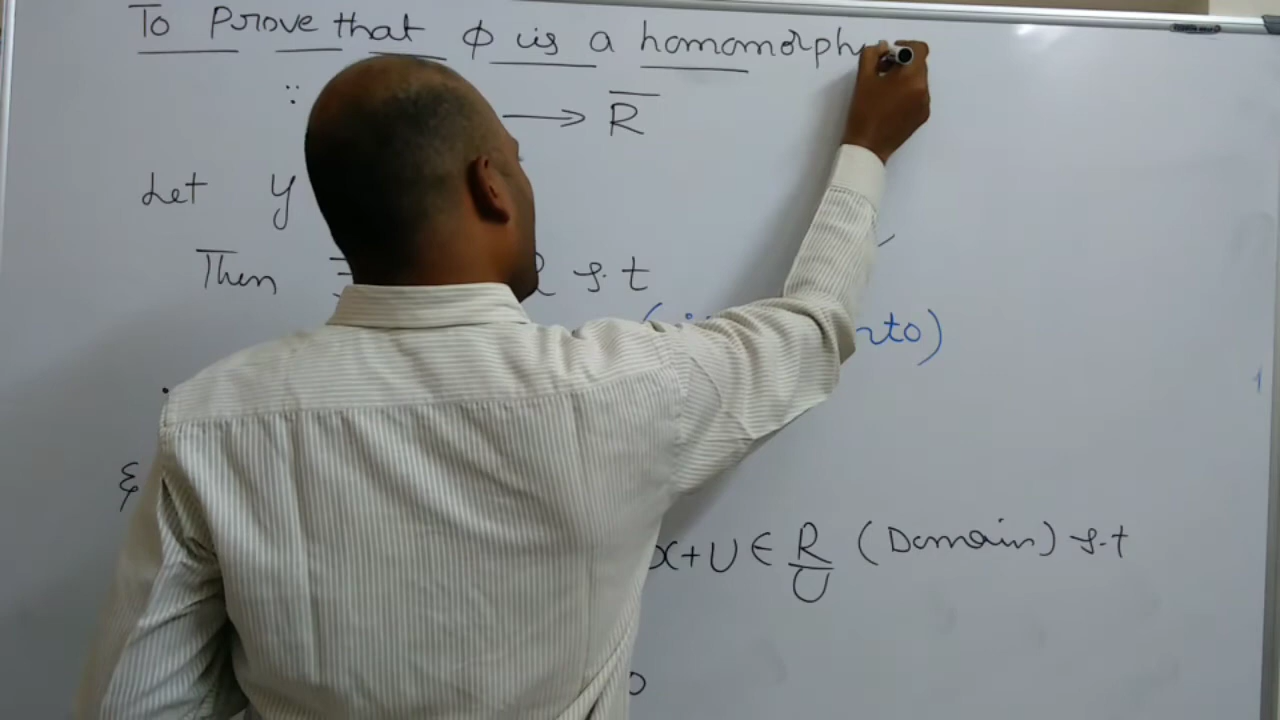 To prove that ϕ is a homomorph
∵ → R̅
Let y
Then ∃ s.t
onto)
&
x+U ∈ R/U (Domain) s.t